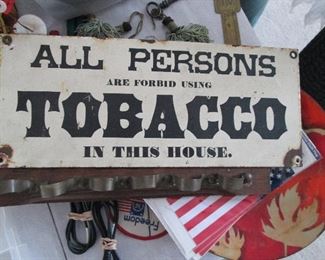 ALL PERSONS
ARE FORBID USING
TOBACCO
IN THIS HOUSE.
Freedom